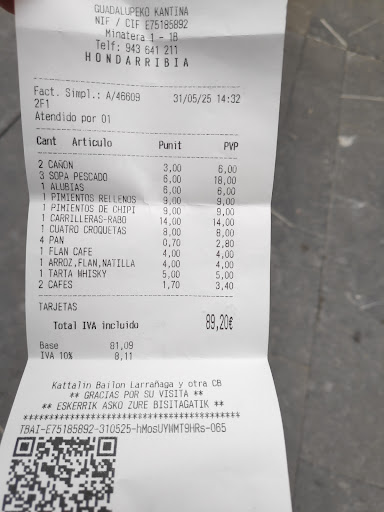 GUADALUPEKO KANTINA
NIF / CIF E75185892
Minatera 1 - 1B
Telf: 943 641 211
HONDARRIBIA
Fact. Simpl.: A/46609 31/05/25 14:32
2F1
Atendido por 01
Cant Articulo Punit PVP
2 CAÑON 3,00 6,00
3 SOPA PESCADO 6,00 18,00
1 ALUBIAS 6,00 6,00
1 PIMIENTOS RELLENOS 9,00 9,00
1 PIMIENTOS DE CHIPI 9,00 9,00
1 CARRILLERAS-RABO 14,00 14,00
1 CUATRO CROQUETAS 8,00 8,00
4 PAN 0,70 2,80
1 FLAN CAFE 4,00 4,00
1 ARROZ,FLAN,NATILLA 4,00 4,00
1 TARTA WHISKY 5,00 5,00
2 CAFES 1,70 3,40
TARJETAS
Total IVA incluido 89,20€
Base 81,09
IVA 10% 8,11
Kattalin Bailon Larrañaga y otra CB
** GRACIAS POR SU VISITA **
** ESKERRIK ASKO ZURE BISITAGATIK **
****************************************
TBAI-E75185892-310525-hMosUYWMT9HRs-065